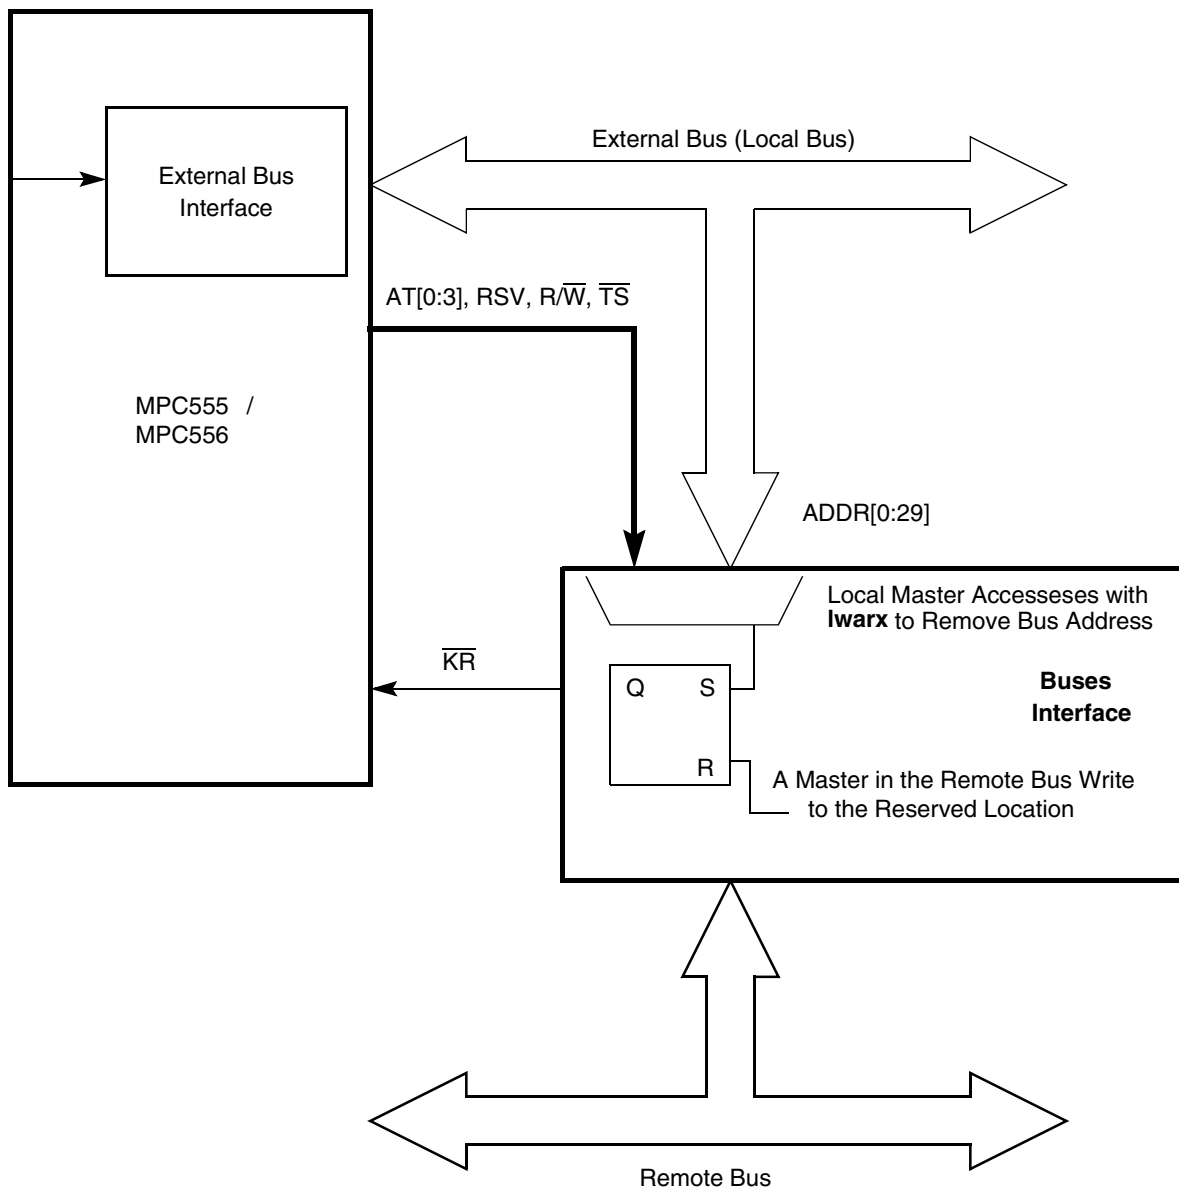 External Bus (Local Bus)
External Bus
Interface
AT[0:3], RSV, R/W̅, T̅S̅
MPC555 /
MPC556
ADDR[0:29]
Local Master Accesseses with
lwarx to Remove Bus Address
K̅R̅
Q S
Buses
Interface
R
A Master in the Remote Bus Write
to the Reserved Location
Remote Bus